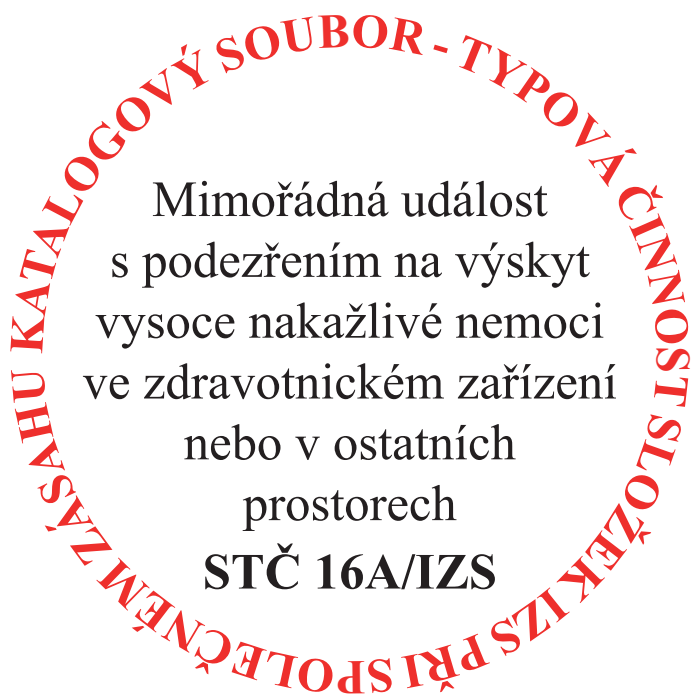 KATALOGOVÝ SOUBOR - TYPOVÁ ČINNOST SLOŽEK IZS PŘI SPOLEČNÉM ZÁSAHU
Mimořádná událost
s podezřením na výskyt
vysoce nakažlivé nemoci
ve zdravotnickém zařízení
nebo v ostatních
prostorech
STČ 16A/IZS